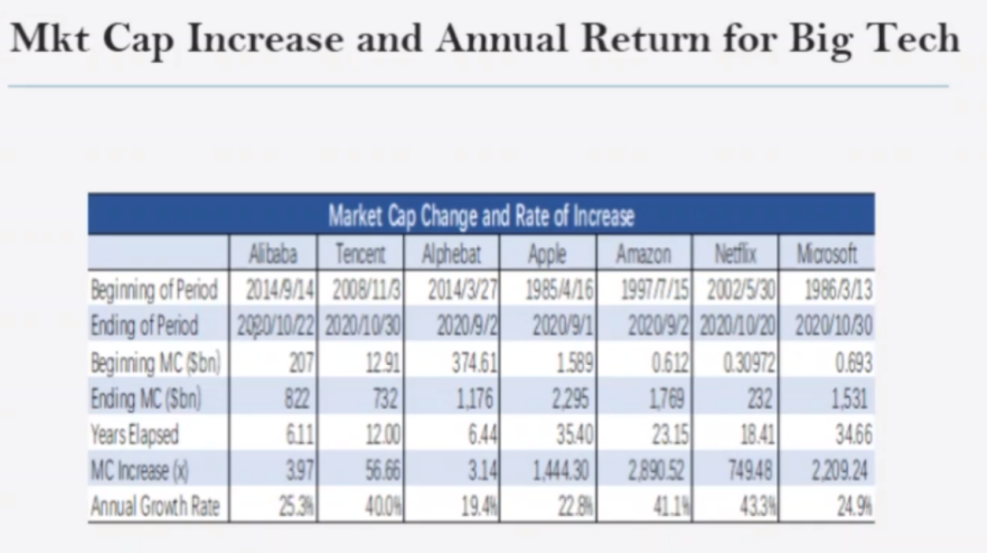 Mkt Cap Increase and Annual Return for Big Tech
Market Cap Change and Rate of Increase
Alibaba Tencent Alphebat Apple Amazon Netflix Microsoft
Beginning of Period 2014/9/14 2008/11/3 2014/3/27 1985/4/16 1997/7/15 2002/5/30 1986/3/13
Ending of Period 2020/10/22 2020/10/30 2020/9/2 2020/9/1 2020/9/2 2020/10/20 2020/10/30
Beginning MC ($bn) 207 12.91 374.61 1.589 0.612 0.30972 0.693
Ending MC ($bn) 822 732 1,176 2,295 1,769 232 1,531
Years Elapsed 6.11 12.00 6.44 35.40 23.15 18.41 34.66
MC Increase (x) 3.97 56.66 3.14 1,444.30 2,890.52 749.48 2,209.24
Annual Growth Rate 25.3% 40.0% 19.4% 22.8% 41.1% 43.3% 24.9%